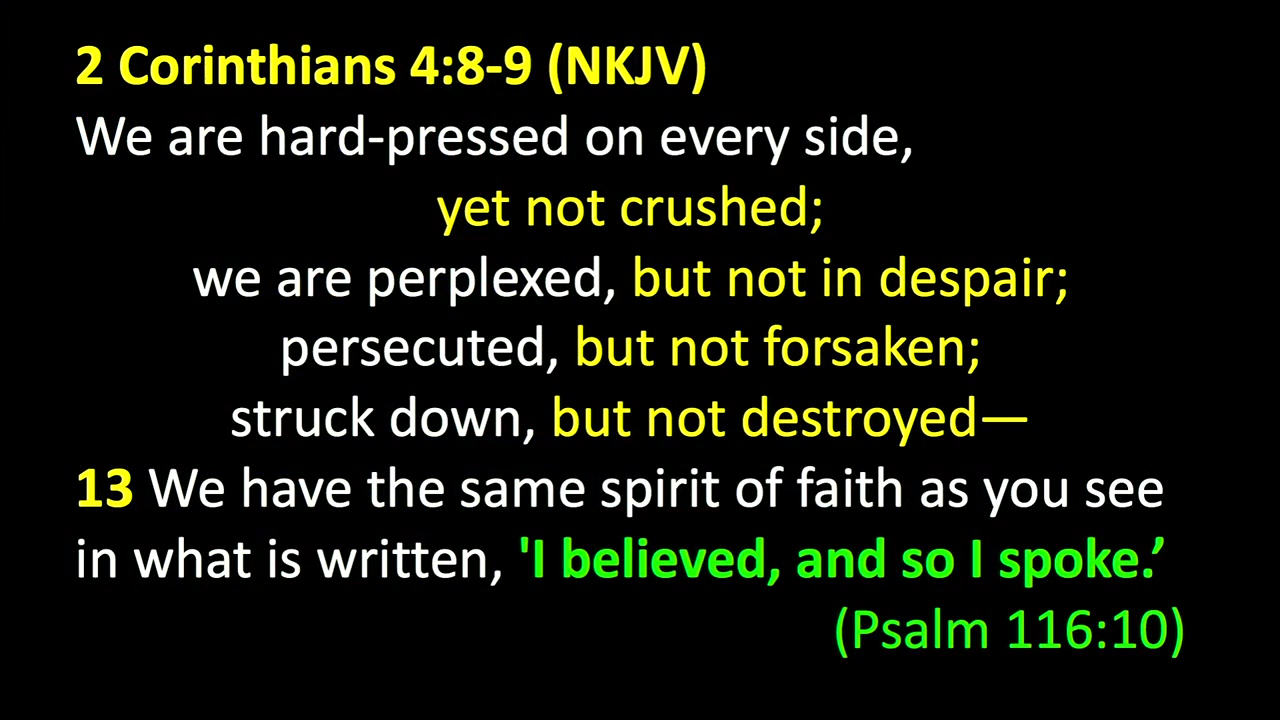 2 Corinthians 4:8-9 (NKJV)
We are hard-pressed on every side,
yet not crushed;
we are perplexed, but not in despair;
persecuted, but not forsaken;
struck down, but not destroyed—
13 We have the same spirit of faith as you see
in what is written, 'I believed, and so I spoke.’
(Psalm 116:10)